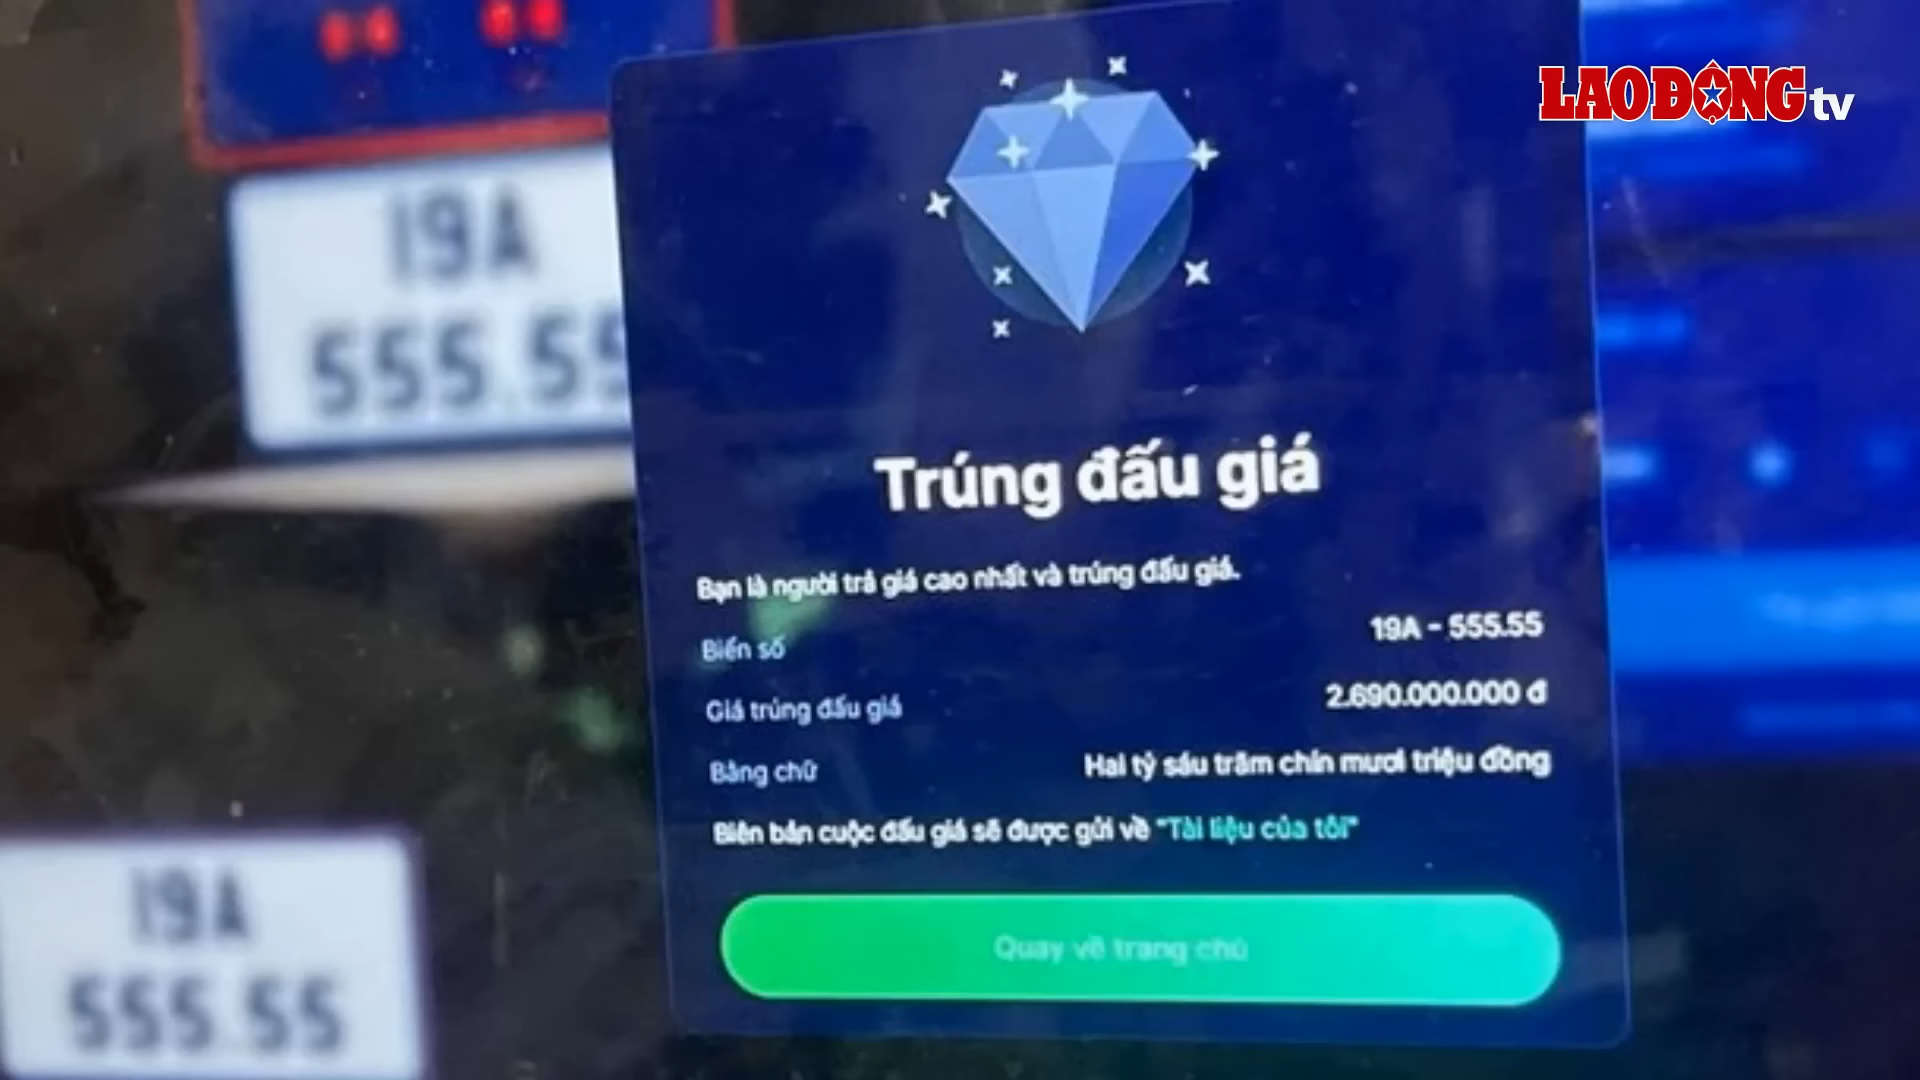 LAO ĐỘNG tv
19A
555.55
Trúng đấu giá
Bạn là người trả giá cao nhất và trúng đấu giá.
Biển số 19A - 555.55
Giá trúng đấu giá 2.690.000.000 đ
Bằng chữ Hai tỷ sáu trăm chín mươi triệu đồng
Biên bản cuộc đấu giá sẽ được gửi về "Tài liệu của tôi"
Quay về trang chủ
19A
555.55